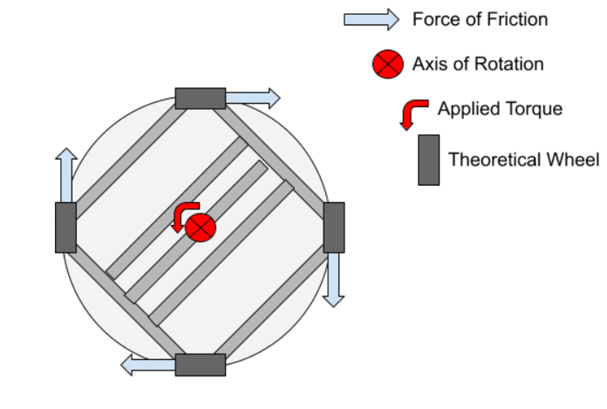 Force of Friction
Axis of Rotation
Applied Torque
Theoretical Wheel